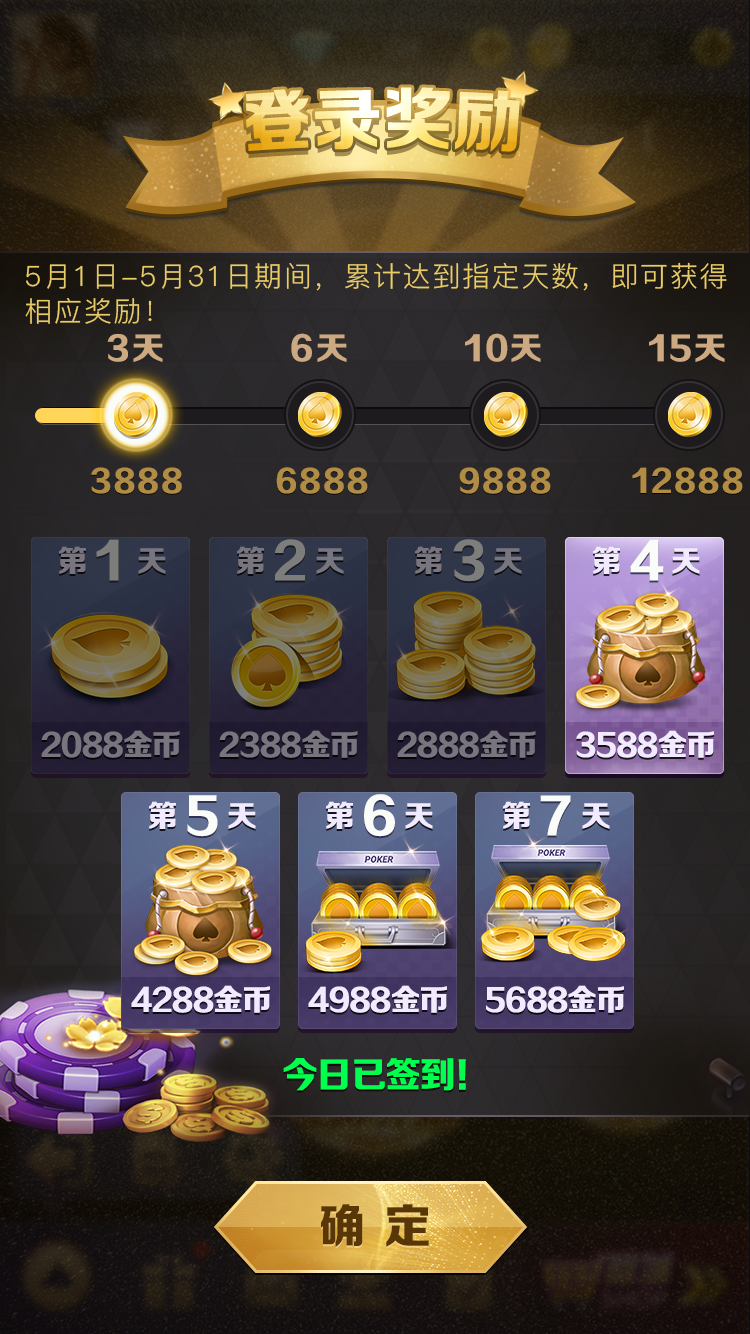 登录奖励
5月1日-5月31日期间，累计达到指定天数，即可获得
相应奖励！
3天 6天 10天 15天
3888 6888 9888 12888
第1天 第2天 第3天 第4天
2088金币 2388金币 2888金币 3588金币
第5天 第6天 第7天
POKER POKER
4288金币 4988金币 5688金币
今日已签到！
确定